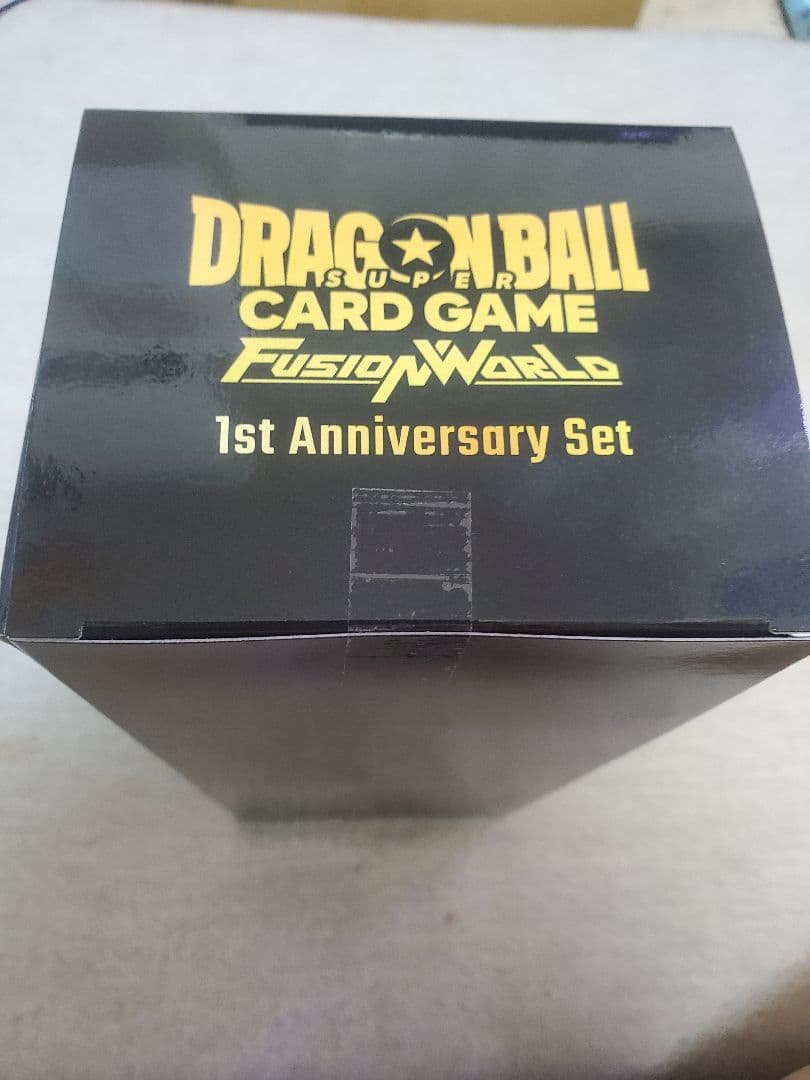 DRAGON BALL
SUPER
CARD GAME
FUSION WORLD
1st Anniversary Set